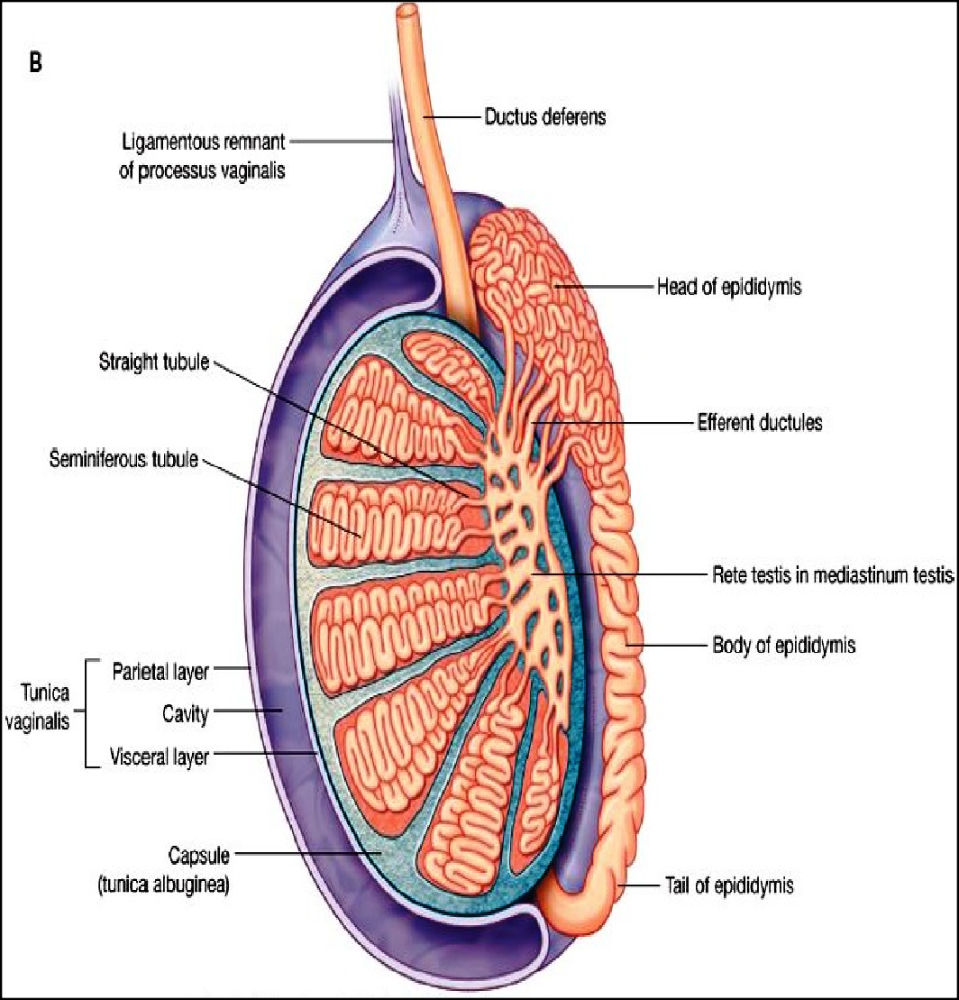 B
Ductus deferens
Ligamentous remnant
of processus vaginalis
Head of epididymis
Straight tubule
Efferent ductules
Seminiferous tubule
Rete testis in mediastinum testis
Body of epididymis
Parietal layer
Tunica
vaginalis
Cavity
Visceral layer
Capsule
(tunica albuginea)
Tail of epididymis